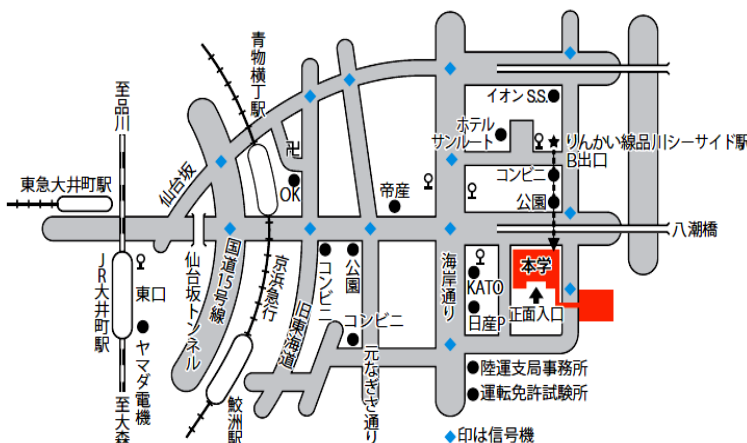 青物横丁駅
至品川
イオンS.S.
ホテル
サンルート
りんかい線品川シーサイド駅
B出口
卍
コンビニ
東急大井町駅
仙台坂
OK
帝産
公園
八潮橋
JR大井町駅
東口
仙台坂トンネル
国道15号線
京浜急行
旧東海道
コンビニ
公園
海岸通り
KATO
日産P
本学
正面入口
ヤマダ電機
コンビニ
元なぎさ通り
陸運支局事務所
運転免許試験所
至大森
鮫洲駅
印は信号機